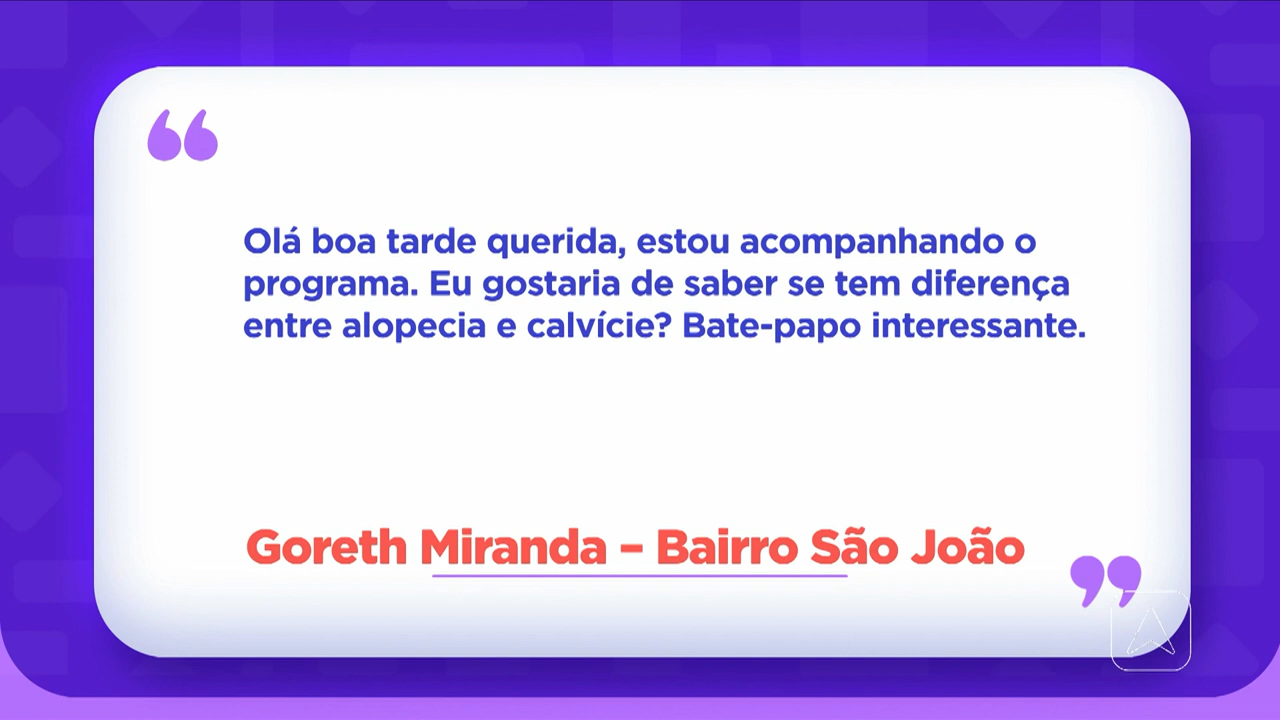 Olá boa tarde querida, estou acompanhando o
programa. Eu gostaria de saber se tem diferença
entre alopecia e calvície? Bate-papo interessante.
Goreth Miranda – Bairro São João